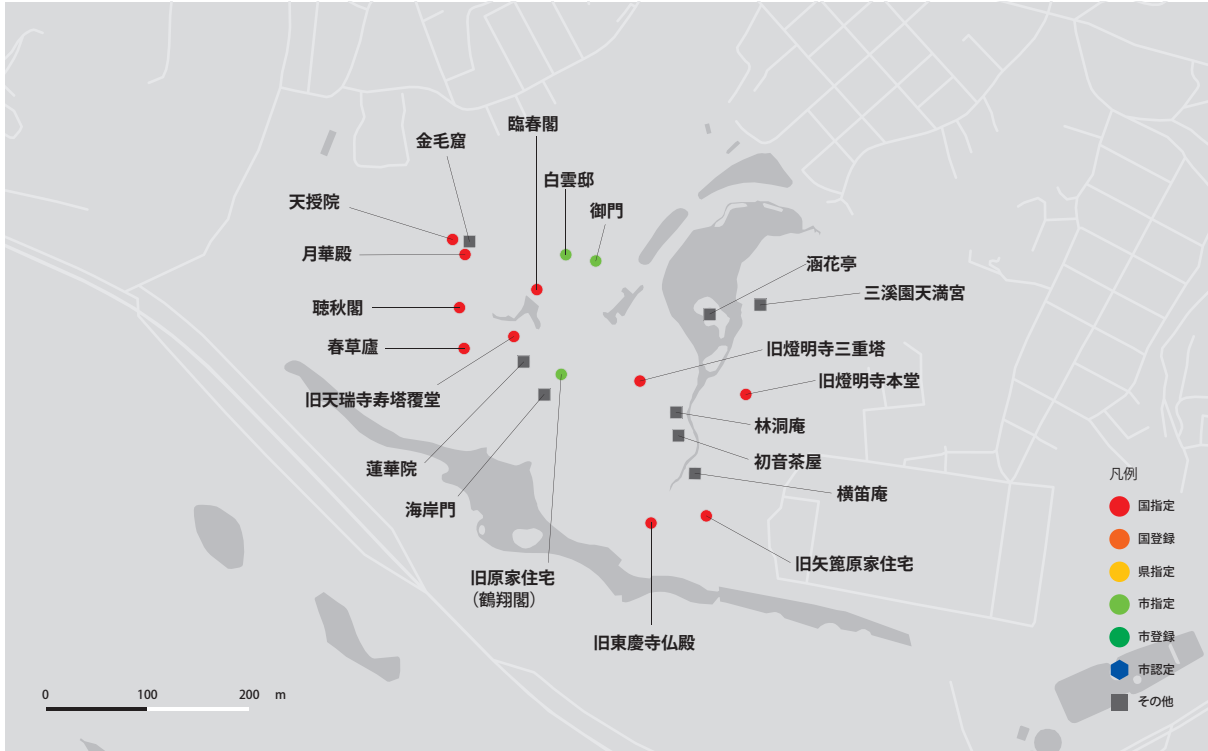 臨春閣
金毛窟
白雲邸
天授院
御門
月華殿
涵花亭
三溪園天満宮
聴秋閣
春草廬
旧燈明寺三重塔
旧燈明寺本堂
旧天瑞寺寿塔覆堂
林洞庵
初音茶屋
蓮華院
横笛庵
海岸門
旧原家住宅
（鶴翔閣）
旧矢箆原家住宅
旧東慶寺仏殿
凡例
国指定
国登録
県指定
市指定
市登録
市認定
その他
0 100 200 m